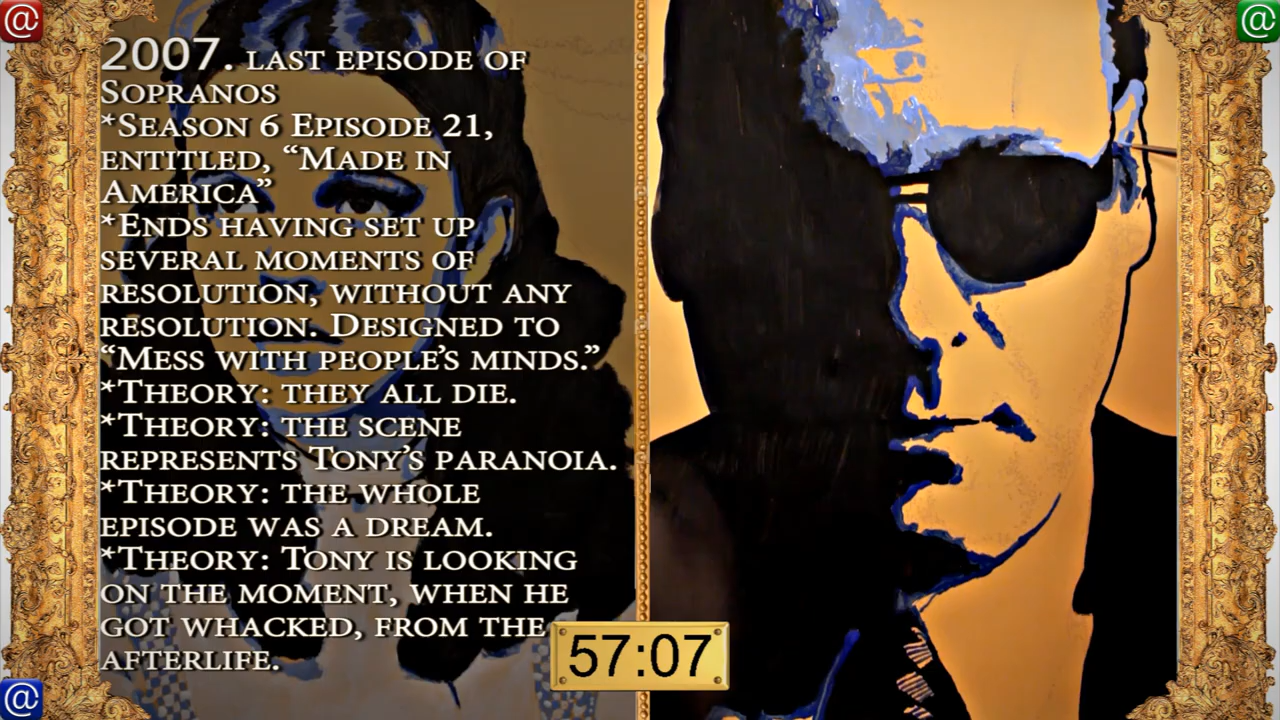 @
@
2007. LAST EPISODE OF
SOPRANOS
*SEASON 6 EPISODE 21,
ENTITLED, “MADE IN
AMERICA”
*ENDS HAVING SET UP
SEVERAL MOMENTS OF
RESOLUTION, WITHOUT ANY
RESOLUTION. DESIGNED TO
“MESS WITH PEOPLE’S MINDS.”
*THEORY: THEY ALL DIE.
*THEORY: THE SCENE
REPRESENTS TONY’S PARANOIA.
*THEORY: THE WHOLE
EPISODE WAS A DREAM.
*THEORY: TONY IS LOOKING
ON THE MOMENT, WHEN HE
GOT WHACKED, FROM THE
AFTERLIFE.
57:07
@